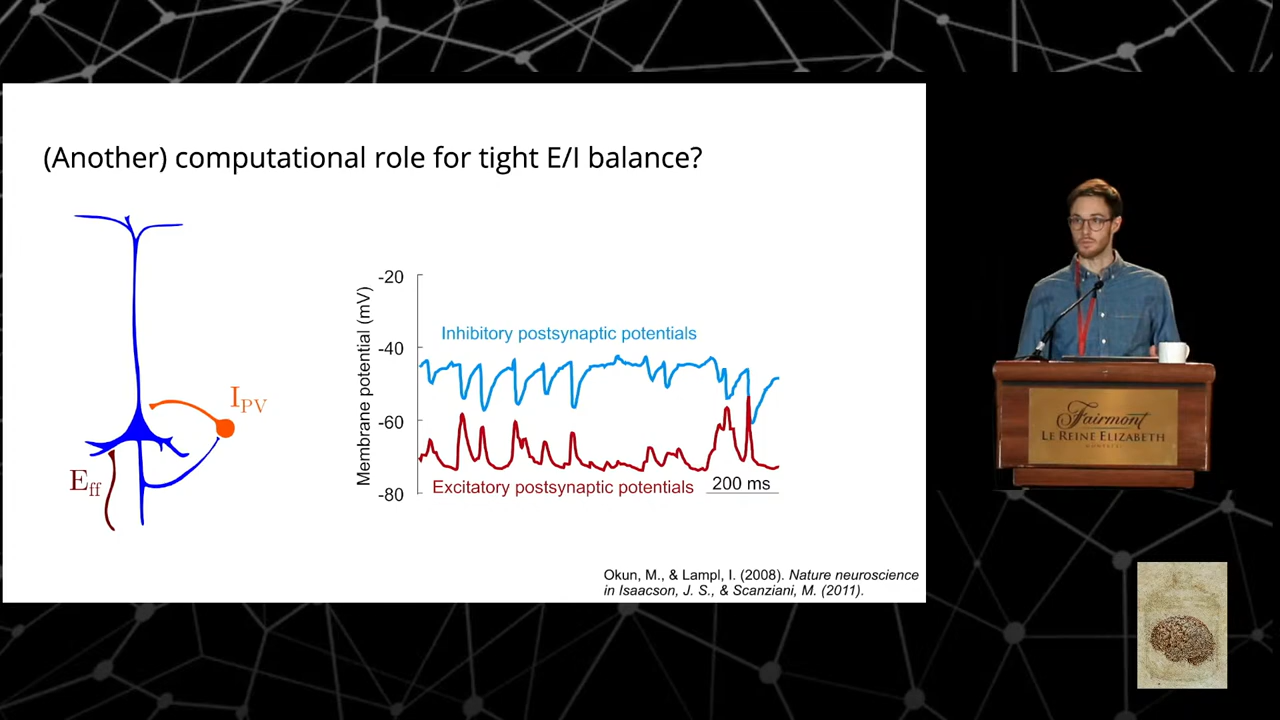 (Another) computational role for tight E/I balance?
I_PV
E_ff
Membrane potential (mV)
-20
-40
-60
-80
Inhibitory postsynaptic potentials
Excitatory postsynaptic potentials
200 ms
Okun, M., & Lampl, I. (2008). Nature neuroscience
in Isaacson, J. S., & Scanziani, M. (2011).
Fairmont
LE REINE ELIZABETH